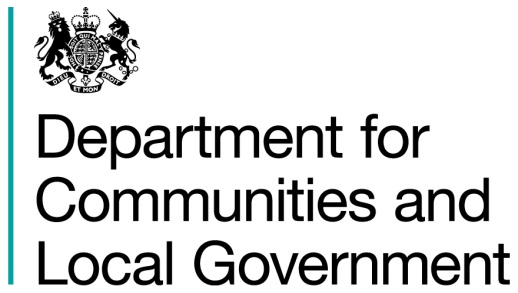 DIEU ET MON DROIT
Department for
Communities and
Local Government